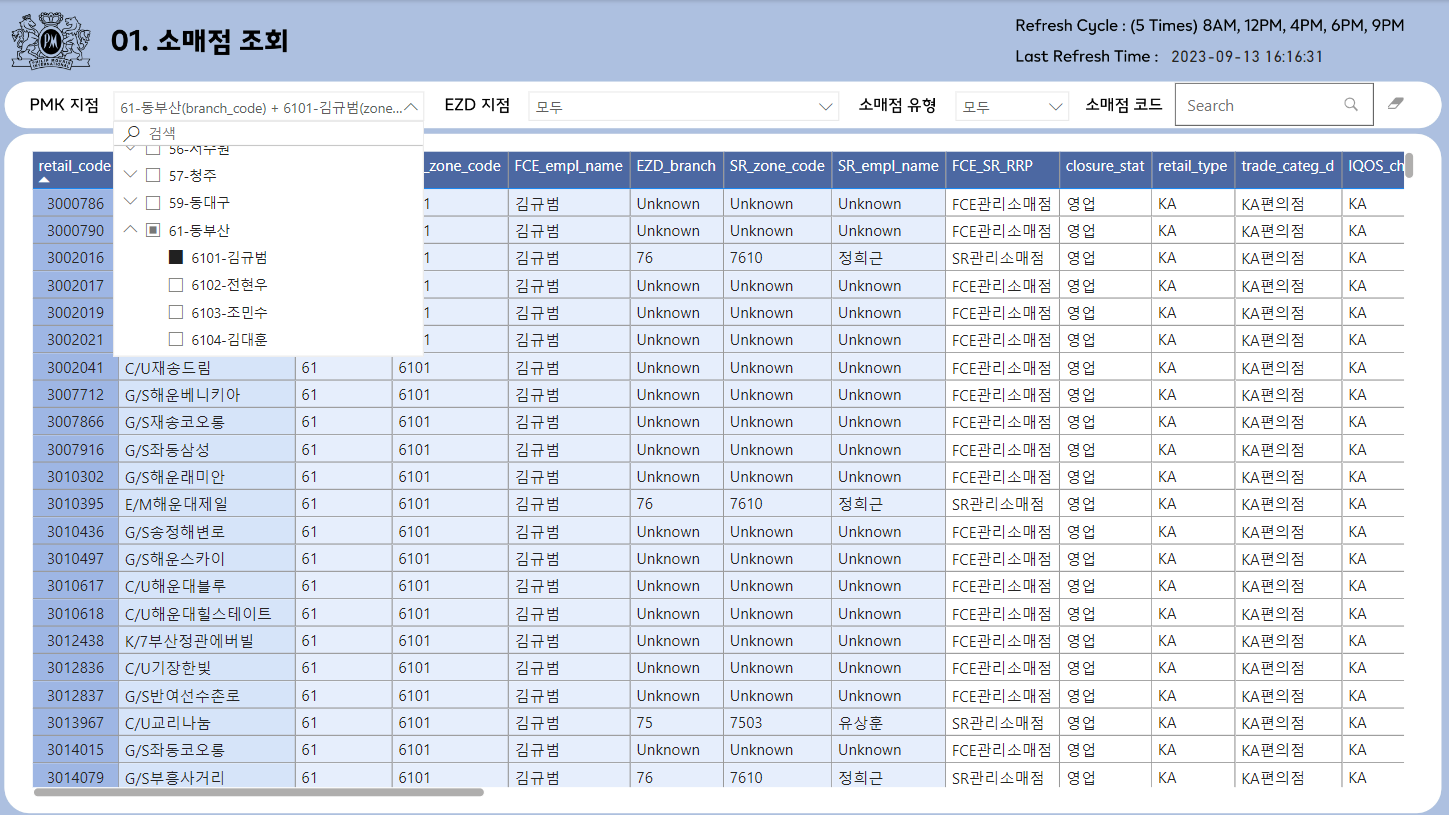 01. 소매점 조회
Refresh Cycle : (5 Times) 8AM, 12PM, 4PM, 6PM, 9PM
Last Refresh Time : 2023-09-13 16:16:31
PMK 지점 61-동부산(branch_code) + 6101-김규범(zone... EZD 지점 모두 소매점 유형 모두 소매점 코드 Search
검색
56-서수원
57-청주
59-동대구
61-동부산
6101-김규범
6102-전현우
6103-조민수
6104-김대훈
retail_code _zone_code FCE_empl_name EZD_branch SR_zone_code SR_empl_name FCE_SR_RRP closure_stat retail_type trade_categ_d IQOS_ch
3000786 1 김규범 Unknown Unknown Unknown FCE관리소매점 영업 KA KA편의점 KA
3000790 1 김규범 Unknown Unknown Unknown FCE관리소매점 영업 KA KA편의점 KA
3002016 1 김규범 76 7610 정희근 SR관리소매점 영업 KA KA편의점 KA
3002017 1 김규범 Unknown Unknown Unknown FCE관리소매점 영업 KA KA편의점 KA
3002019 1 김규범 Unknown Unknown Unknown FCE관리소매점 영업 KA KA편의점 KA
3002021 1 김규범 Unknown Unknown Unknown FCE관리소매점 영업 KA KA편의점 KA
3002041 C/U재송드림 61 6101 김규범 Unknown Unknown Unknown FCE관리소매점 영업 KA KA편의점 KA
3007712 G/S해운베니키아 61 6101 김규범 Unknown Unknown Unknown FCE관리소매점 영업 KA KA편의점 KA
3007866 G/S재송코오롱 61 6101 김규범 Unknown Unknown Unknown FCE관리소매점 영업 KA KA편의점 KA
3007916 G/S좌동삼성 61 6101 김규범 Unknown Unknown Unknown FCE관리소매점 영업 KA KA편의점 KA
3010302 G/S해운래미안 61 6101 김규범 Unknown Unknown Unknown FCE관리소매점 영업 KA KA편의점 KA
3010395 E/M해운대제일 61 6101 김규범 76 7610 정희근 SR관리소매점 영업 KA KA편의점 KA
3010436 G/S송정해변로 61 6101 김규범 Unknown Unknown Unknown FCE관리소매점 영업 KA KA편의점 KA
3010497 G/S해운스카이 61 6101 김규범 Unknown Unknown Unknown FCE관리소매점 영업 KA KA편의점 KA
3010617 C/U해운대블루 61 6101 김규범 Unknown Unknown Unknown FCE관리소매점 영업 KA KA편의점 KA
3010618 C/U해운대힐스테이트 61 6101 김규범 Unknown Unknown Unknown FCE관리소매점 영업 KA KA편의점 KA
3012438 K/7부산정관에버빌 61 6101 김규범 Unknown Unknown Unknown FCE관리소매점 영업 KA KA편의점 KA
3012836 C/U기장한빛 61 6101 김규범 Unknown Unknown Unknown FCE관리소매점 영업 KA KA편의점 KA
3012837 G/S반여선수촌로 61 6101 김규범 Unknown Unknown Unknown FCE관리소매점 영업 KA KA편의점 KA
3013967 C/U교리나눔 61 6101 김규범 75 7503 유상훈 SR관리소매점 영업 KA KA편의점 KA
3014015 G/S좌동코오롱 61 6101 김규범 Unknown Unknown Unknown FCE관리소매점 영업 KA KA편의점 KA
3014079 G/S부흥사거리 61 6101 김규범 76 7610 정희근 SR관리소매점 영업 KA KA편의점 KA